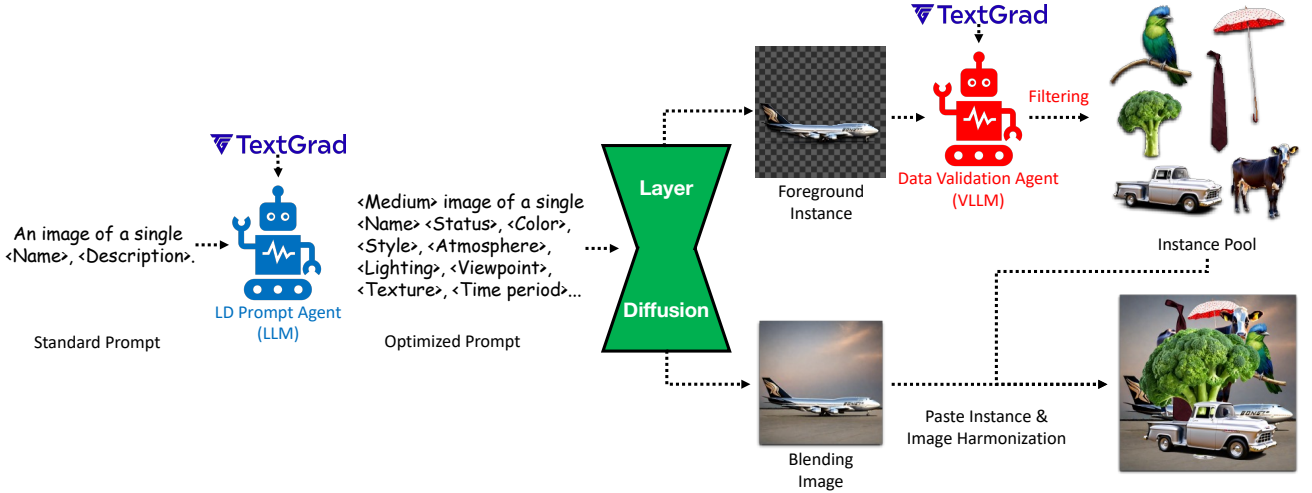 TextGrad
An image of a single
<Name>, <Description>.
Standard Prompt
LD Prompt Agent
(LLM)
<Medium> image of a single
<Name> <Status>, <Color>,
<Style>, <Atmosphere>,
<Lighting>, <Viewpoint>,
<Texture>, <Time period>...
Optimized Prompt
Layer
Diffusion
Foreground
Instance
TextGrad
Data Validation Agent
(VLLM)
Filtering
Instance Pool
Blending
Image
Paste Instance &
Image Harmonization